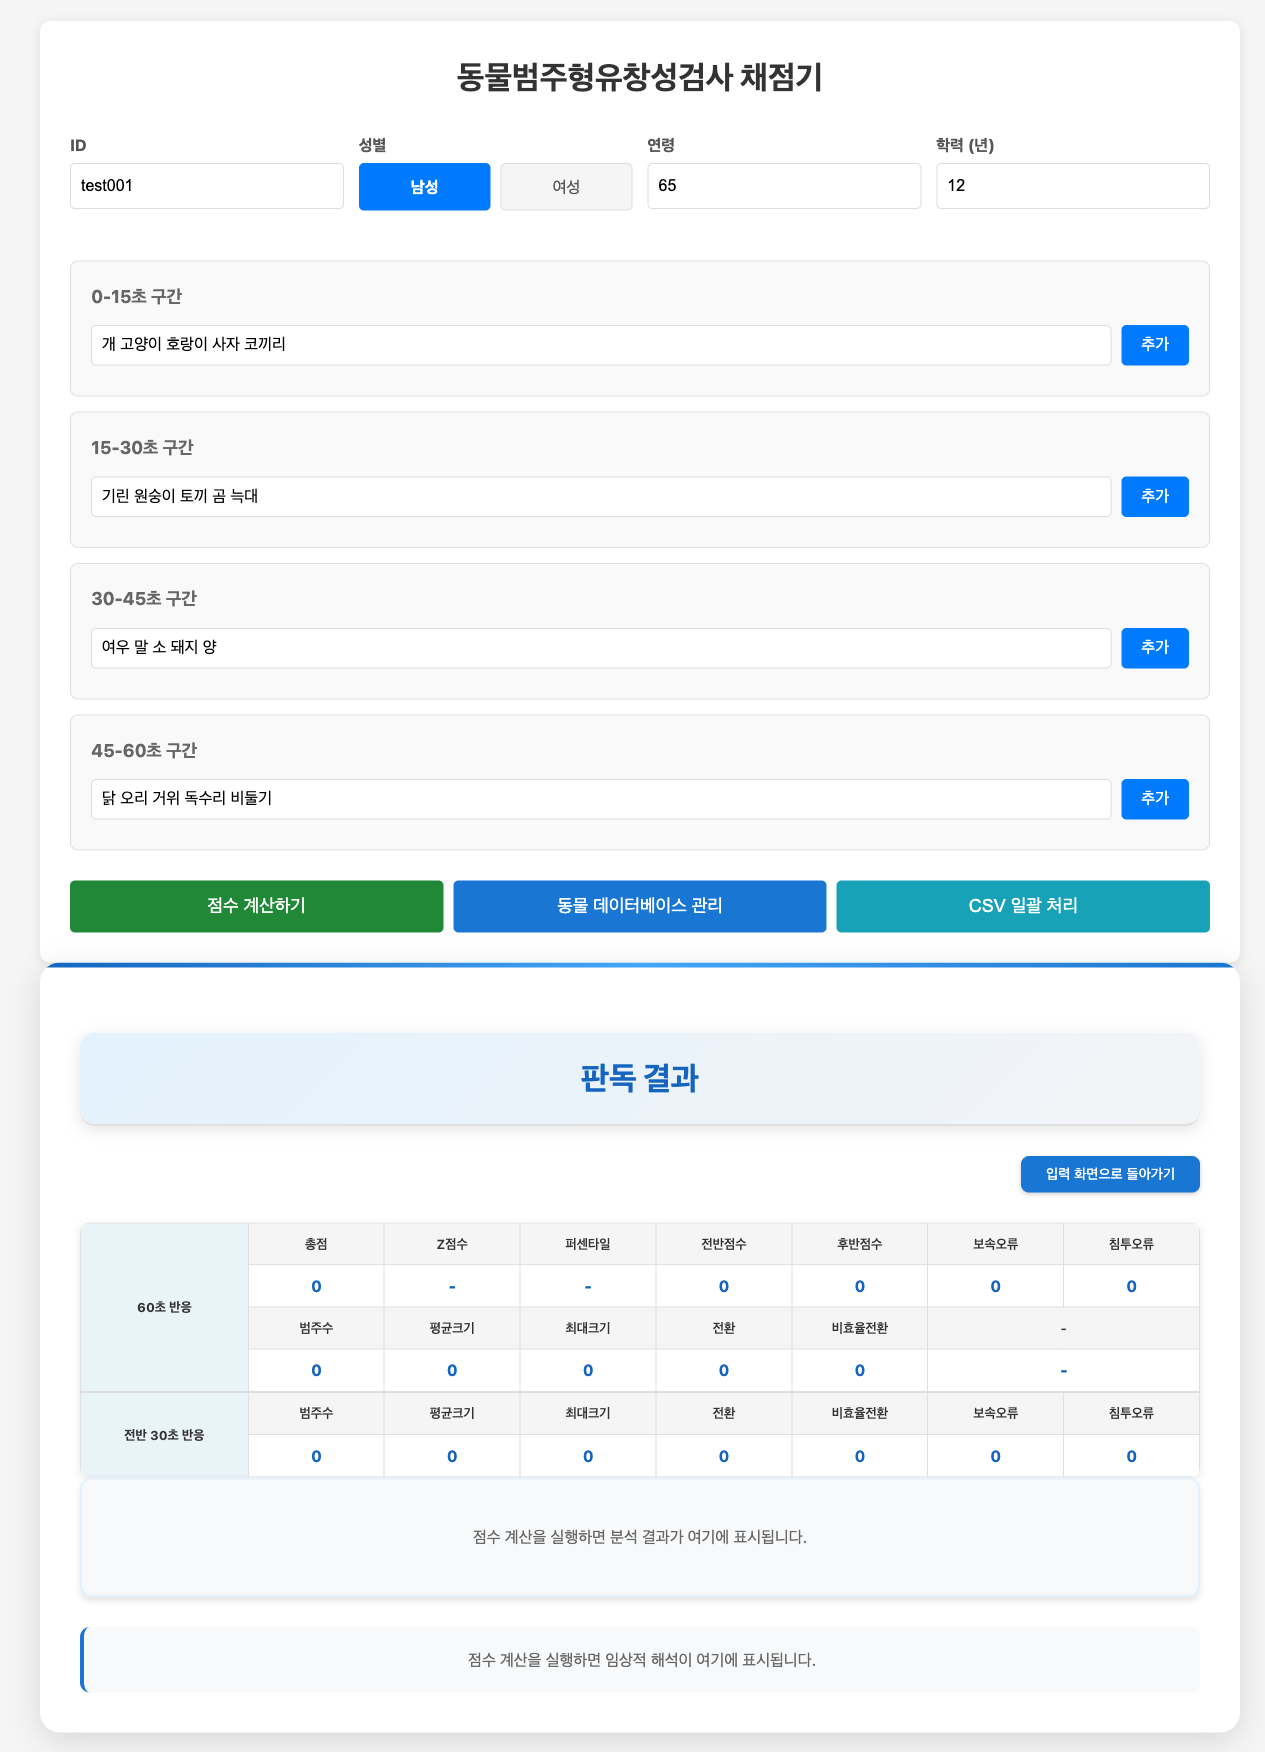 동물범주형유창성검사 채점기
ID 성별 연령 학력 (년)
test001 남성 여성 65 12
0-15초 구간
개 고양이 호랑이 사자 코끼리 추가
15-30초 구간
기린 원숭이 토끼 곰 늑대 추가
30-45초 구간
여우 말 소 돼지 양 추가
45-60초 구간
닭 오리 거위 독수리 비둘기 추가
점수 계산하기 동물 데이터베이스 관리 CSV 일괄 처리
판독 결과
입력 화면으로 돌아가기
총점 Z점수 퍼센타일 전반점수 후반점수 보속오류 침투오류
0 - - 0 0 0 0
60초 반응
범주수 평균크기 최대크기 전환 비효율전환 -
0 0 0 0 0 -
범주수 평균크기 최대크기 전환 비효율전환 보속오류 침투오류
전반 30초 반응
0 0 0 0 0 0 0
점수 계산을 실행하면 분석 결과가 여기에 표시됩니다.
점수 계산을 실행하면 임상적 해석이 여기에 표시됩니다.